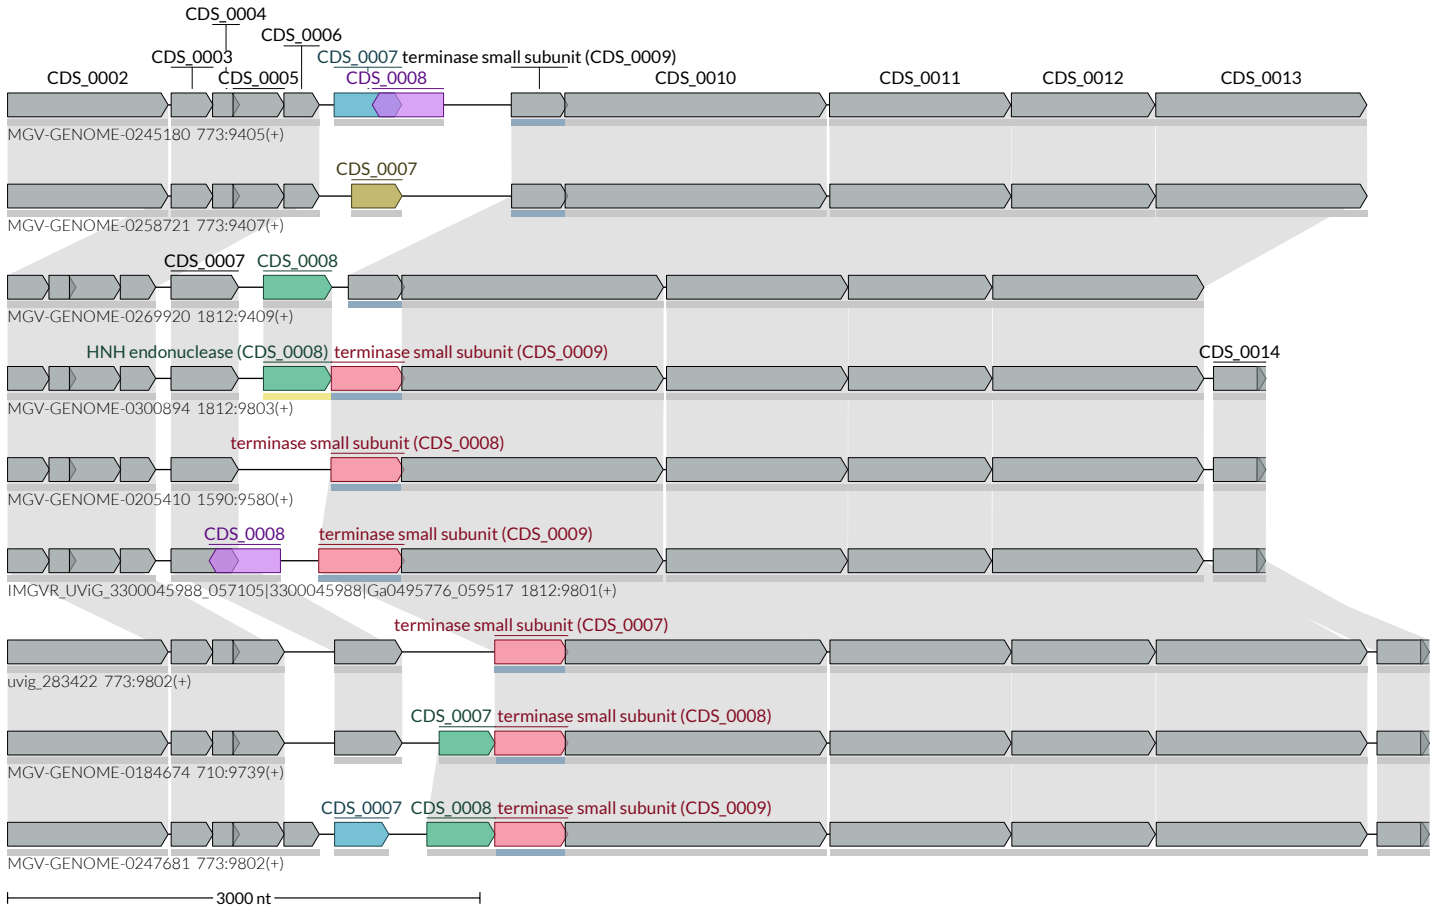 CDS_0004
CDS_0006
CDS_0003 CDS_0007 terminase small subunit (CDS_0009)
CDS_0002 CDS_0005 CDS_0008 CDS_0010 CDS_0011 CDS_0012 CDS_0013
MGV-GENOME-0245180 773:9405(+)
CDS_0007
MGV-GENOME-0258721 773:9407(+)
CDS_0007 CDS_0008
MGV-GENOME-0269920 1812:9409(+)
HNH endonuclease (CDS_0008) terminase small subunit (CDS_0009) CDS_0014
MGV-GENOME-0300894 1812:9803(+)
terminase small subunit (CDS_0008)
MGV-GENOME-0205410 1590:9580(+)
CDS_0008 terminase small subunit (CDS_0009)
IMGVR_UViG_3300045988_057105|3300045988|Ga0495776_059517 1812:9801(+)
terminase small subunit (CDS_0007)
uvig_283422 773:9802(+)
CDS_0007 terminase small subunit (CDS_0008)
MGV-GENOME-0184674 710:9739(+)
CDS_0007 CDS_0008 terminase small subunit (CDS_0009)
MGV-GENOME-0247681 773:9802(+)
3000 nt